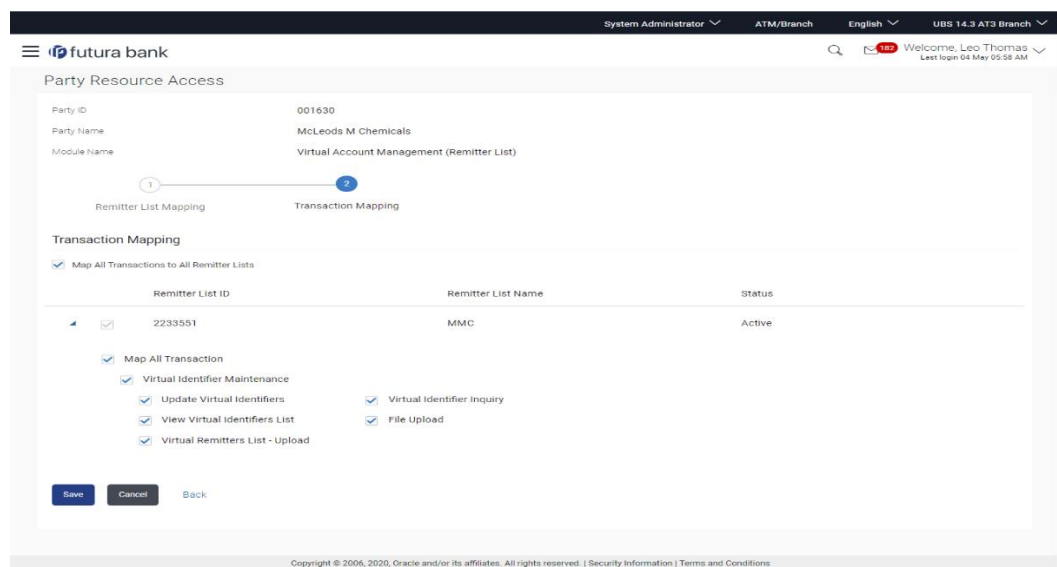 System Administrator ATM/Branch English UBS 14.3 AT3 Branch
futura bank 182 Welcome, Leo Thomas
Last login 04 May 05:58 AM
Party Resource Access
Party ID 001630
Party Name McLeods M Chemicals
Module Name Virtual Account Management (Remitter List)
1 2
Remitter List Mapping Transaction Mapping
Transaction Mapping
Map All Transactions to All Remitter Lists
Remitter List ID Remitter List Name Status
2233551 MMC Active
Map All Transaction
Virtual Identifier Maintenance
Update Virtual Identifiers Virtual Identifier Inquiry
View Virtual Identifiers List File Upload
Virtual Remitters List - Upload
Save Cancel Back
Copyright © 2006, 2020, Oracle and/or its affiliates. All rights reserved. | Security Information | Terms and Conditions